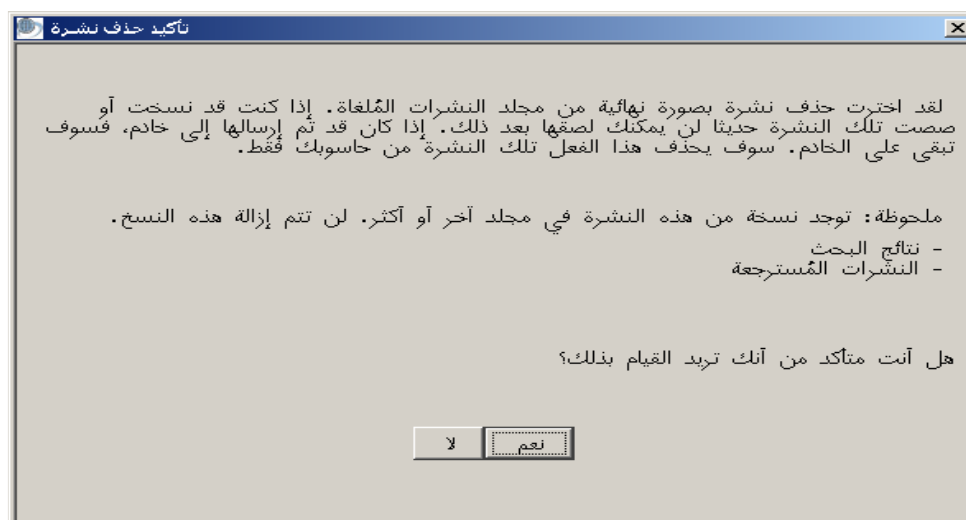 تأكيد حذف نشرة
لقد اخترت حذف نشرة بصورة نهائية من مجلد النشرات المُلغاة. إذا كنت قد نسخت أو
صصت تلك النشرة حديثا لن يمكنك لصقها بعد ذلك. إذا كان قد تم إرسالها إلى خادم، فسوف
تبقى على الخادم. سوف يحذف هذا الفعل تلك النشرة من حاسوبك فقط.
ملحوظة: توجد نسخة من هذه النشرة في مجلد آخر أو أكثر. لن تتم إزالة هذه النسخ.
- نتائج البحث
- النشرات المُسترجعة
هل أنت متأكد من أنك تريد القيام بذلك؟
نعم
لا